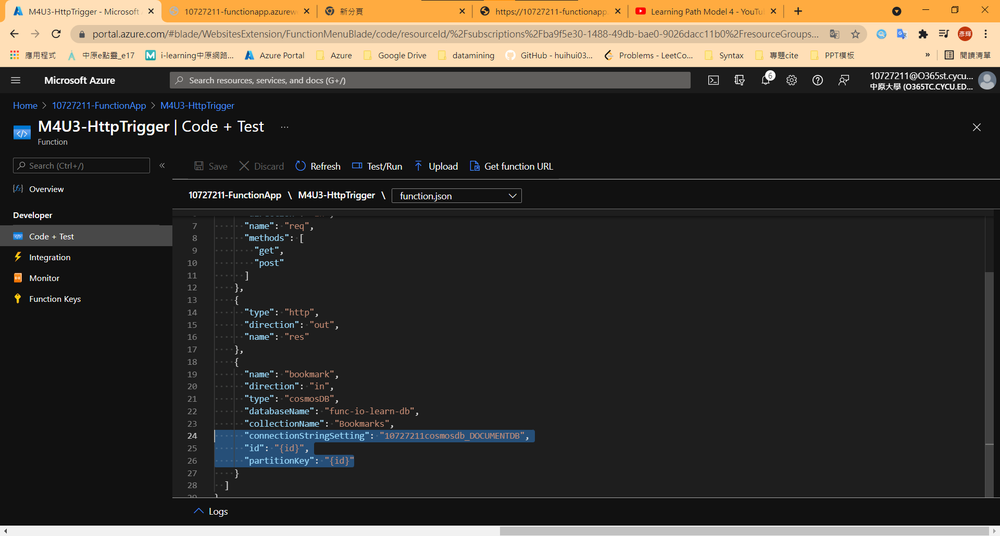 M4U3-HttpTrigger - Microsoft A
10727211-functionapp.azurewe
新分頁
https://10727211-functionapp.
Learning Path Model 4 - YouTu
portal.azure.com/#blade/WebsitesExtension/FunctionMenuBlade/code/resourceId/%2Fsubscriptions%2Fba9f5e30-1488-49db-bae0-9026dacc11b0%2FresourceGroups...
彥輝
應用程式
中原e點靈_e17
i-learning中原網路...
Azure Portal
Azure
Google Drive
datamining
GitHub - huihui03...
Problems - LeetCo...
Syntax
專題cite
PPT模板
»
閱讀清單
Microsoft Azure
Search resources, services, and docs (G+/)
6
10727211@O365st.cycu...
中原大學 (O365TC.CYCU.ED...
Home > 10727211-FunctionApp > M4U3-HttpTrigger
M4U3-HttpTrigger | Code + Test ...
Function
Search (Ctrl+/)
«
Save
Discard
Refresh
Test/Run
Upload
Get function URL
Overview
Developer
Code + Test
Integration
Monitor
Function Keys
10727211-FunctionApp \ M4U3-HttpTrigger \ function.json
7 "name": "req",
8 "methods": [
9 "get",
10 "post"
11 ]
12 },
13 {
14 "type": "http",
15 "direction": "out",
16 "name": "res"
17 },
18 {
19 "name": "bookmark",
20 "direction": "in",
21 "type": "cosmosDB",
22 "databaseName": "func-io-learn-db",
23 "collectionName": "Bookmarks",
24 "connectionStringSetting": "10727211cosmosdb_DOCUMENTDB",
25 "id": "{id}",
26 "partitionKey": "{id}"
27 }
28 ]
Logs